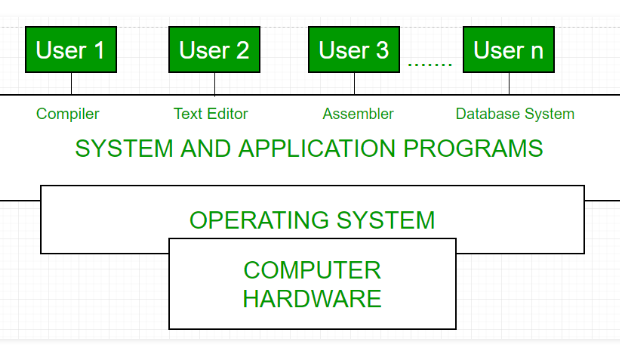 User 1 User 2 User 3 ....... User n
Compiler Text Editor Assembler Database System
SYSTEM AND APPLICATION PROGRAMS
OPERATING SYSTEM
COMPUTER
HARDWARE